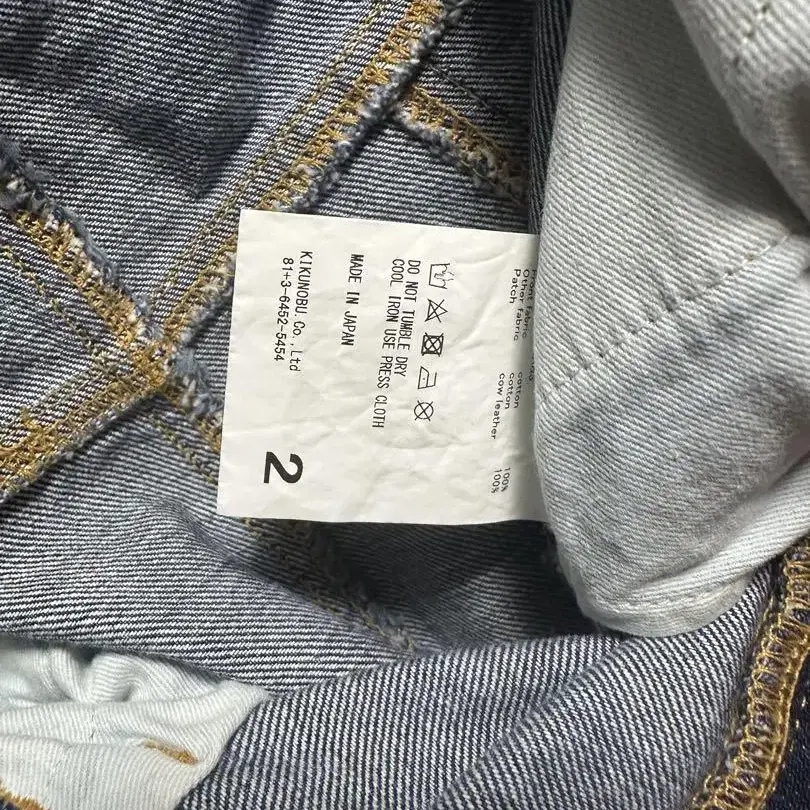 Front fabric
Other fabric cotton
Patch fabric cotton 100%
cow leather 100%
DO NOT TUMBLE DRY
COOL IRON USE PRESS CLOTH
MADE IN JAPAN
KIKUNOBU.Co.,Ltd
81+3-6452-5454
2